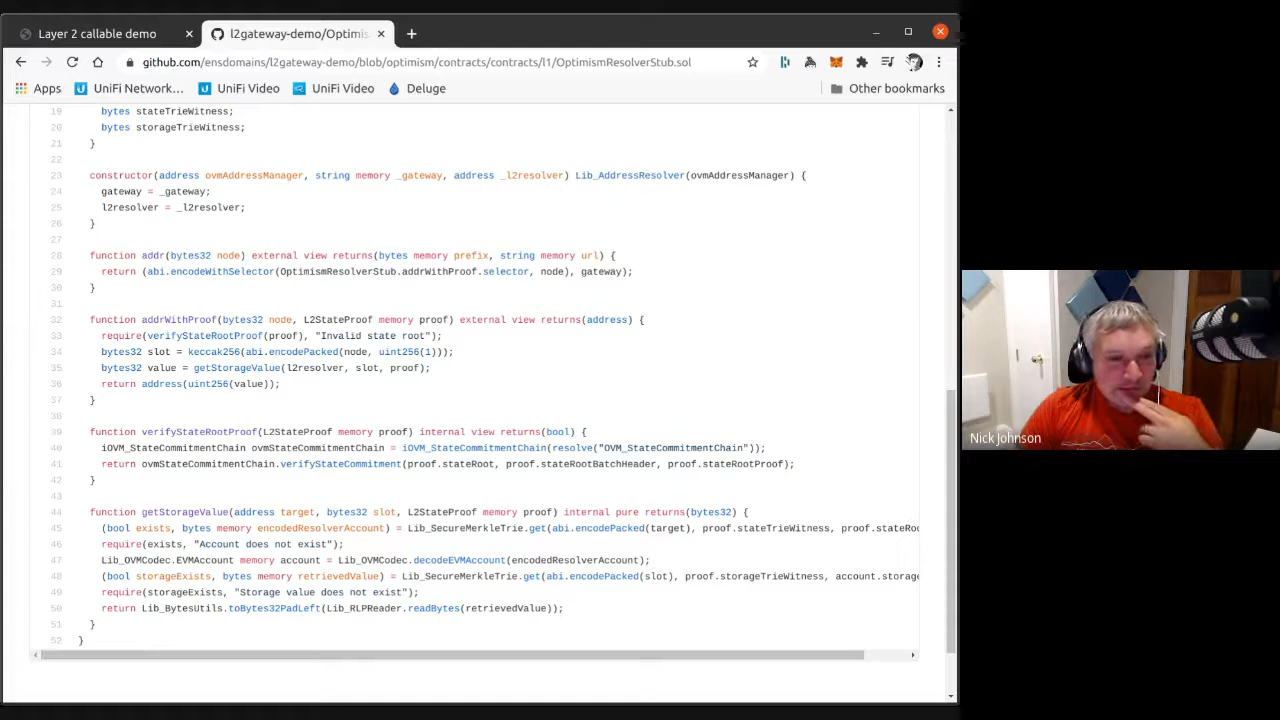 Layer 2 callable demo
l2gateway-demo/Optimis
github.com/ensdomains/l2gateway-demo/blob/optimism/contracts/contracts/l1/OptimismResolverStub.sol
Apps
UniFi Network…
UniFi Video
UniFi Video
Deluge
Other bookmarks
19 bytes stateTrieWitness;
20 bytes storageTrieWitness;
21 }
22
23 constructor(address ovmAddressManager, string memory _gateway, address _l2resolver) Lib_AddressResolver(ovmAddressManager) {
24 gateway = _gateway;
25 l2resolver = _l2resolver;
26 }
27
28 function addr(bytes32 node) external view returns(bytes memory prefix, string memory url) {
29 return (abi.encodeWithSelector(OptimismResolverStub.addrWithProof.selector, node), gateway);
30 }
31
32 function addrWithProof(bytes32 node, L2StateProof memory proof) external view returns(address) {
33 require(verifyStateRootProof(proof), "Invalid state root");
34 bytes32 slot = keccak256(abi.encodePacked(node, uint256(1)));
35 bytes32 value = getStorageValue(l2resolver, slot, proof);
36 return address(uint256(value));
37 }
38
39 function verifyStateRootProof(L2StateProof memory proof) internal view returns(bool) {
40 iOVM_StateCommitmentChain ovmStateCommitmentChain = iOVM_StateCommitmentChain(resolve("OVM_StateCommitmentChain"));
41 return ovmStateCommitmentChain.verifyStateCommitment(proof.stateRoot, proof.stateRootBatchHeader, proof.stateRootProof);
42 }
43
44 function getStorageValue(address target, bytes32 slot, L2StateProof memory proof) internal pure returns(bytes32) {
45 (bool exists, bytes memory encodedResolverAccount) = Lib_SecureMerkleTrie.get(abi.encodePacked(target), proof.stateTrieWitness, proof.stateRoo
46 require(exists, "Account does not exist");
47 Lib_OVMCodec.EVMAccount memory account = Lib_OVMCodec.decodeEVMAccount(encodedResolverAccount);
48 (bool storageExists, bytes memory retrievedValue) = Lib_SecureMerkleTrie.get(abi.encodePacked(slot), proof.storageTrieWitness, account.storage
49 require(storageExists, "Storage value does not exist");
50 return Lib_BytesUtils.toBytes32PadLeft(Lib_RLPReader.readBytes(retrievedValue));
51 }
52 }
Nick Johnson